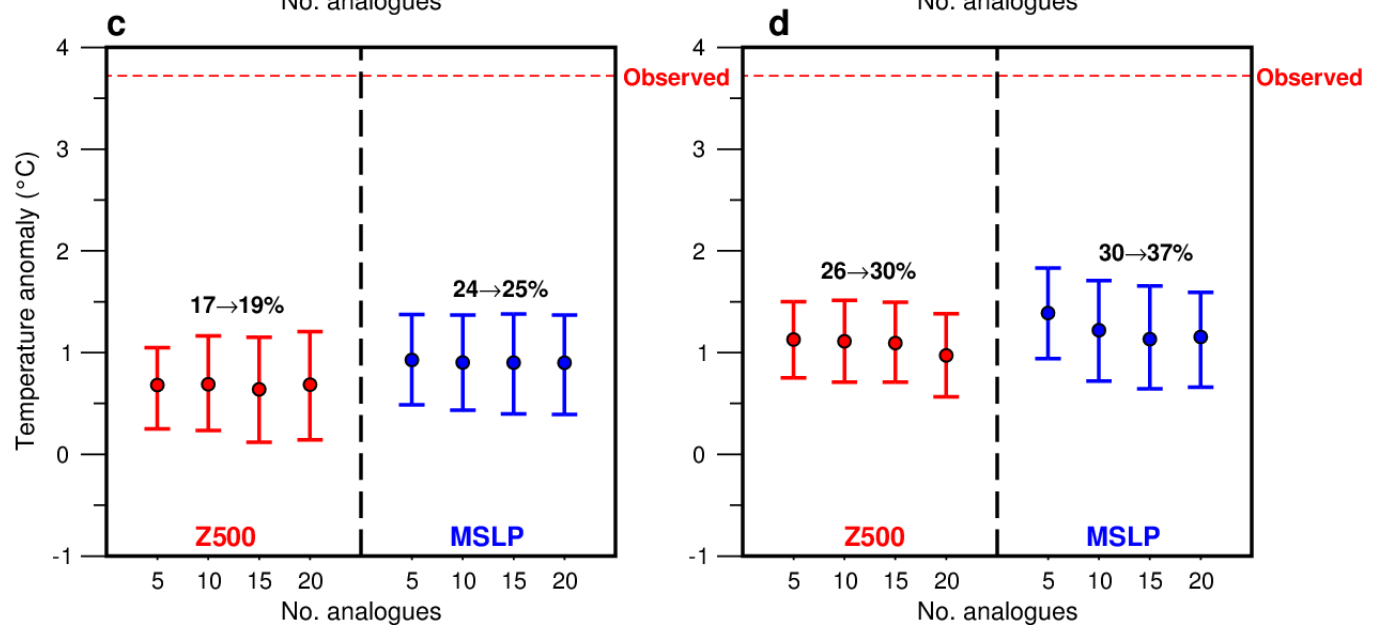 No. analogues
No. analogues
c
d
4
3
2
1
0
-1
Temperature anomaly (°C)
Observed
17→19%
24→25%
Z500
MSLP
5 10 15 20 5 10 15 20
No. analogues
4
3
2
1
0
-1
Observed
26→30%
30→37%
Z500
MSLP
5 10 15 20 5 10 15 20
No. analogues